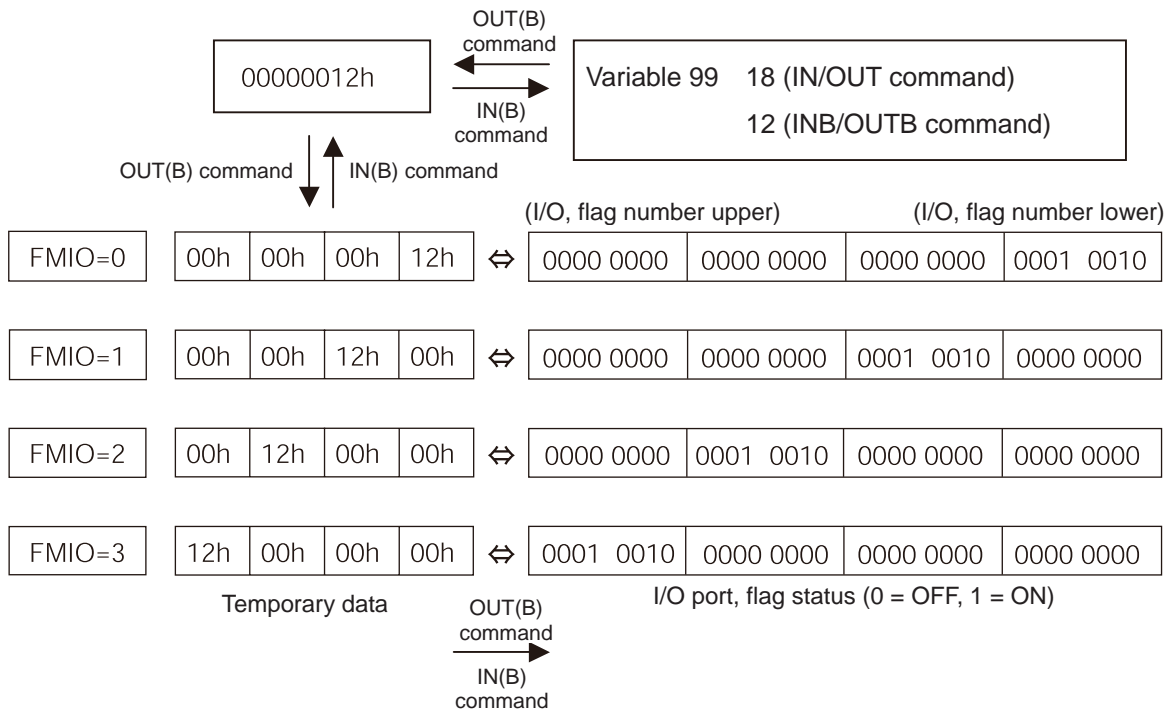 OUT(B)
command
00000012h
IN(B)
command
Variable 99 18 (IN/OUT command)
12 (INB/OUTB command)
OUT(B) command IN(B) command
(I/O, flag number upper) (I/O, flag number lower)
FMIO=0 00h 00h 00h 12h ⇔ 0000 0000 0000 0000 0000 0000 0001 0010
FMIO=1 00h 00h 12h 00h ⇔ 0000 0000 0000 0000 0001 0010 0000 0000
FMIO=2 00h 12h 00h 00h ⇔ 0000 0000 0001 0010 0000 0000 0000 0000
FMIO=3 12h 00h 00h 00h ⇔ 0001 0010 0000 0000 0000 0000 0000 0000
Temporary data
I/O port, flag status (0 = OFF, 1 = ON)
OUT(B)
command
IN(B)
command